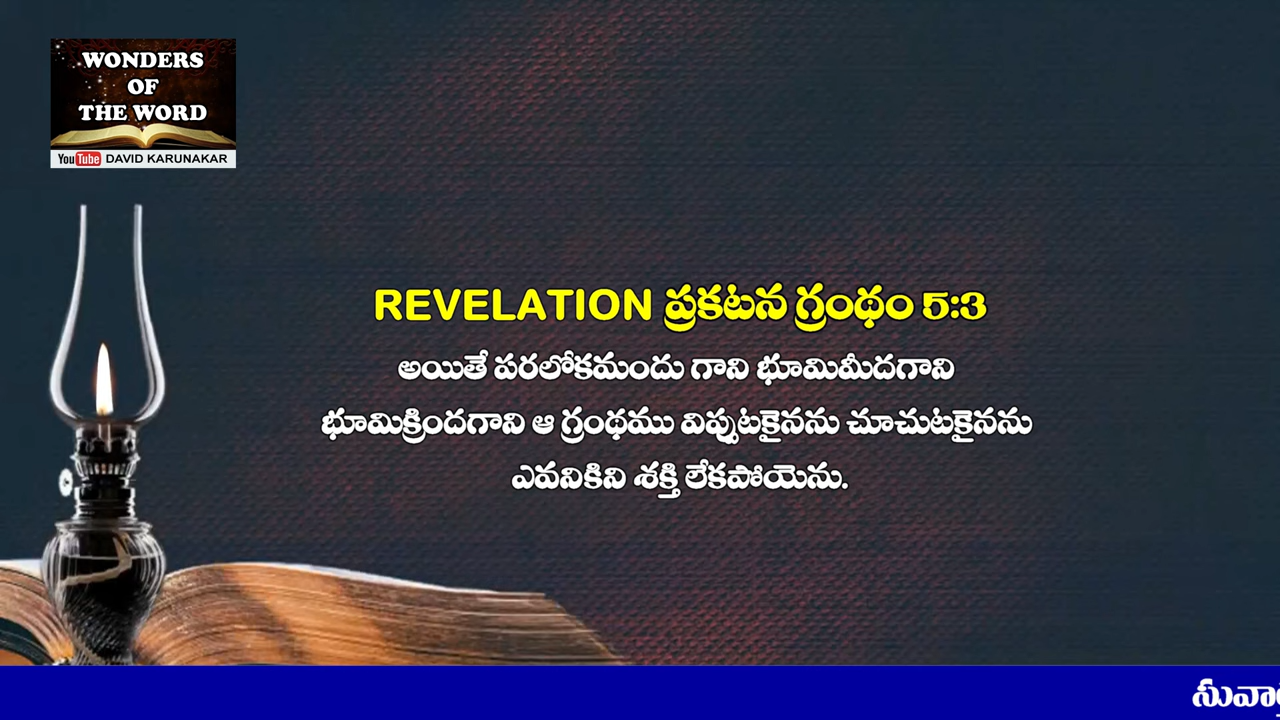 WONDERS
OF
THE WORD
YouTube DAVID KARUNAKAR
REVELATION ప్రకటన గ్రంథం 5:3
అయితే పరలోకమందు గాని భూమిమీదగాని
భూమిక్రిందగాని ఆ గ్రంథము విప్పుటకైనను చూచుటకైనను
ఎవనికిని శక్తి లేకపోయెను.